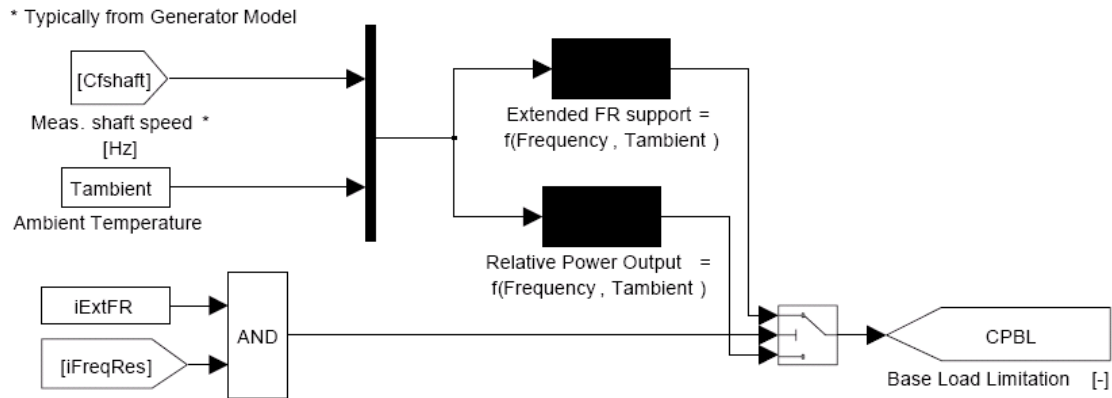 * Typically from Generator Model
[Cfshaft]
Meas. shaft speed *
[Hz]
Tambient
Ambient Temperature
Extended FR support =
f(Frequency , Tambient )
Relative Power Output =
f(Frequency , Tambient )
iExtFR
[iFreqRes]
AND
CPBL
Base Load Limitation [-]